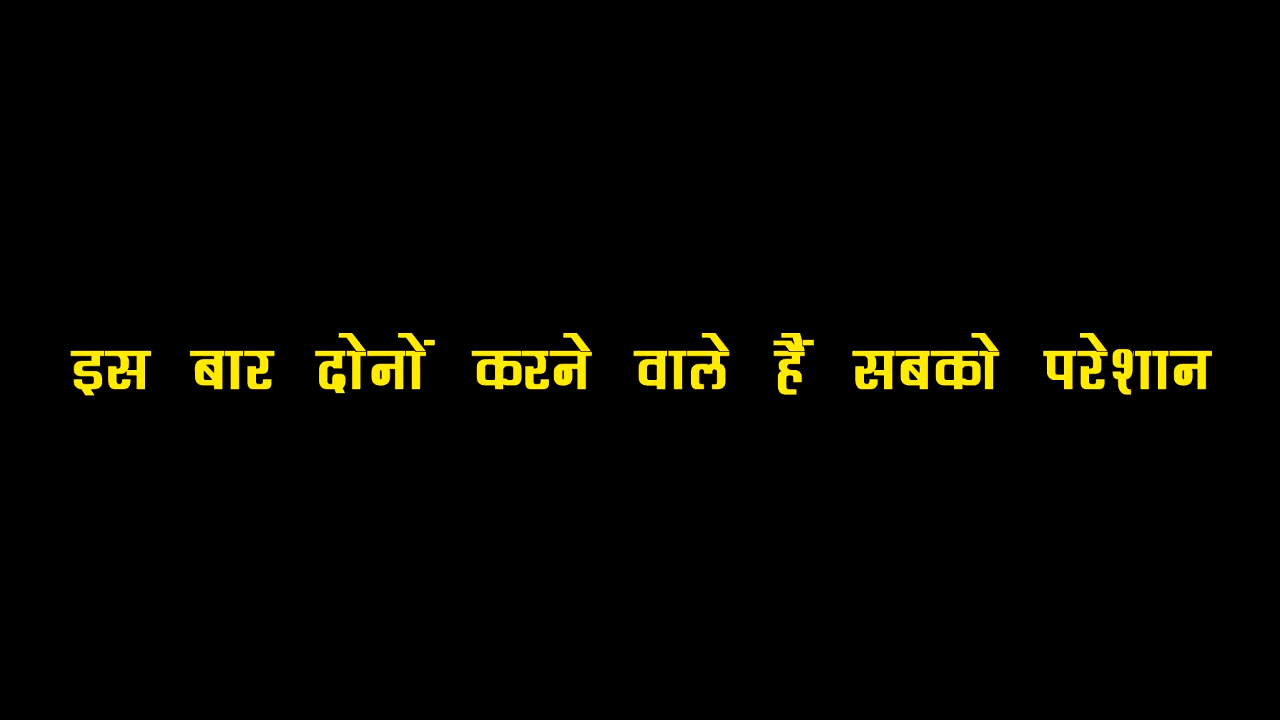 इस बार दोनों करने वाले हैं सबको परेशान